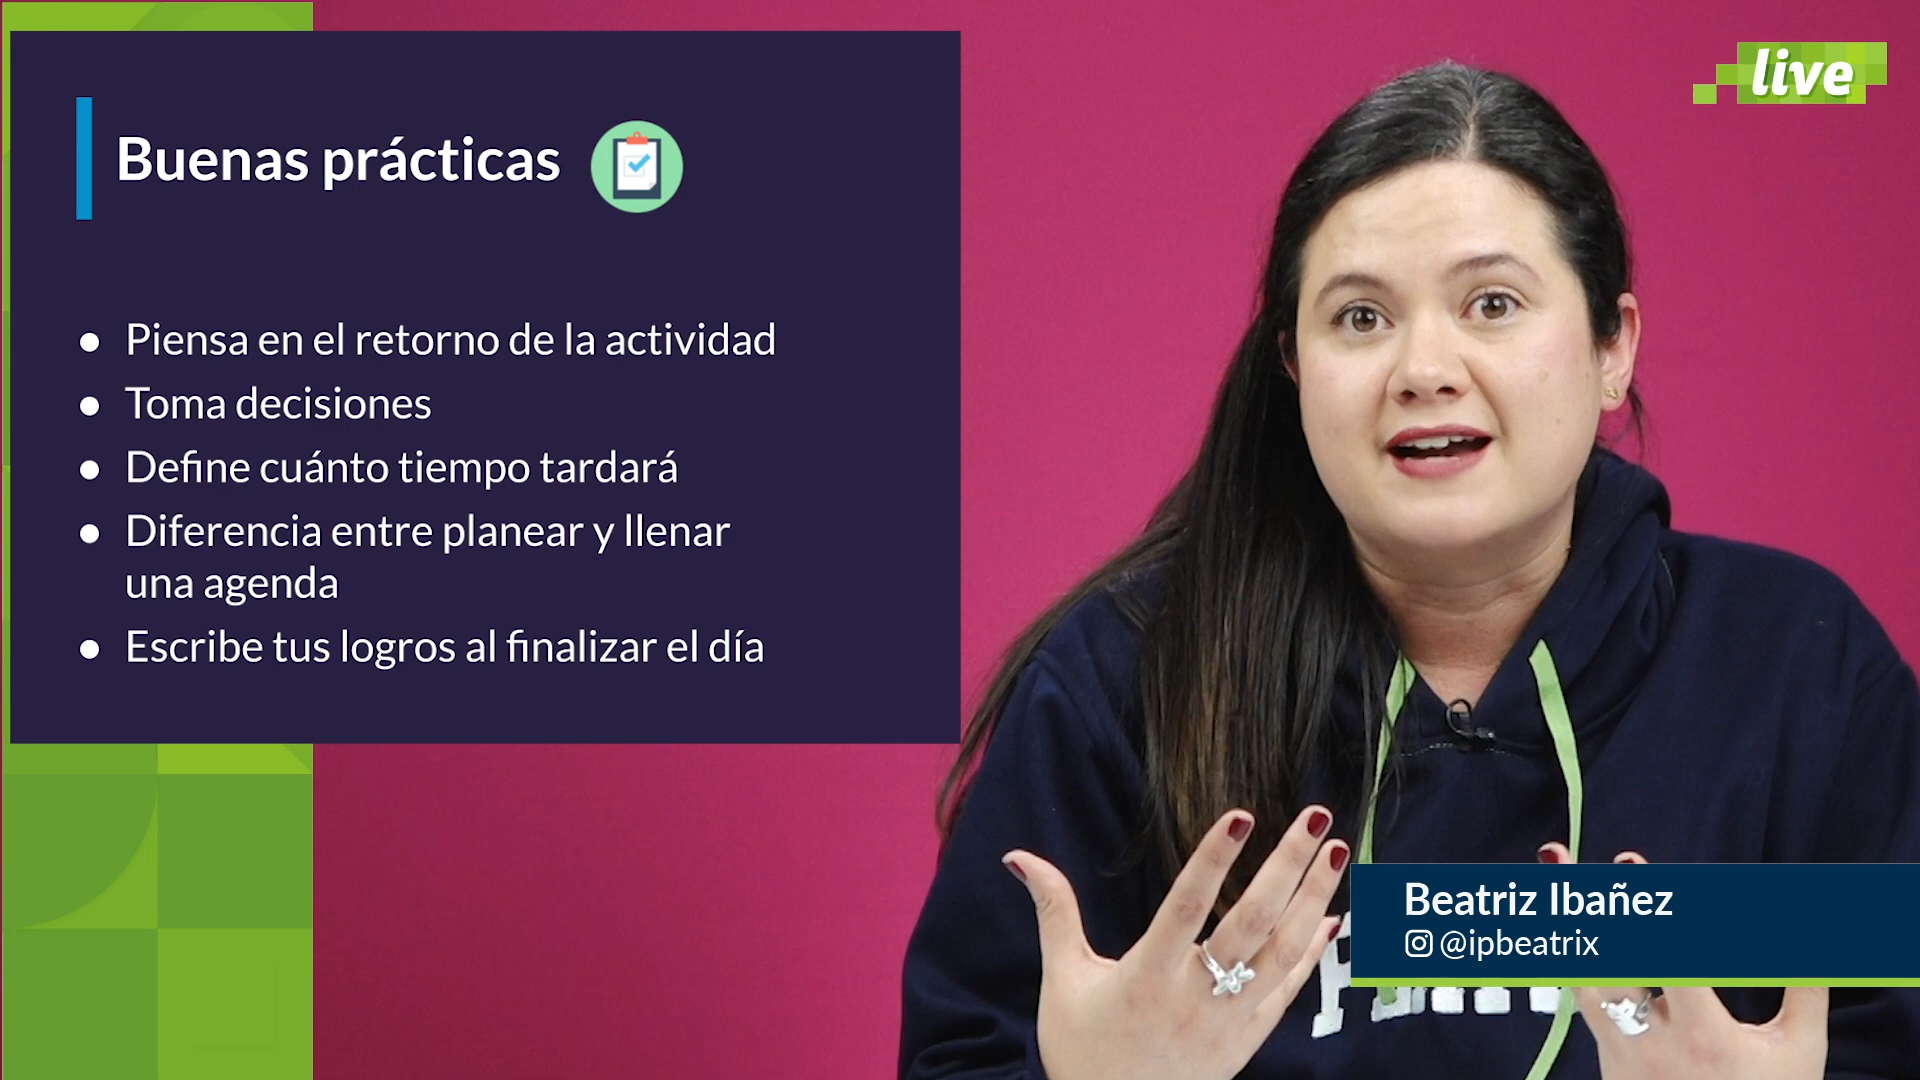 live
Buenas prácticas
● Piensa en el retorno de la actividad
● Toma decisiones
● Define cuánto tiempo tardará
● Diferencia entre planear y llenar
una agenda
● Escribe tus logros al finalizar el día
Beatriz Ibañez
@ipbeatrix